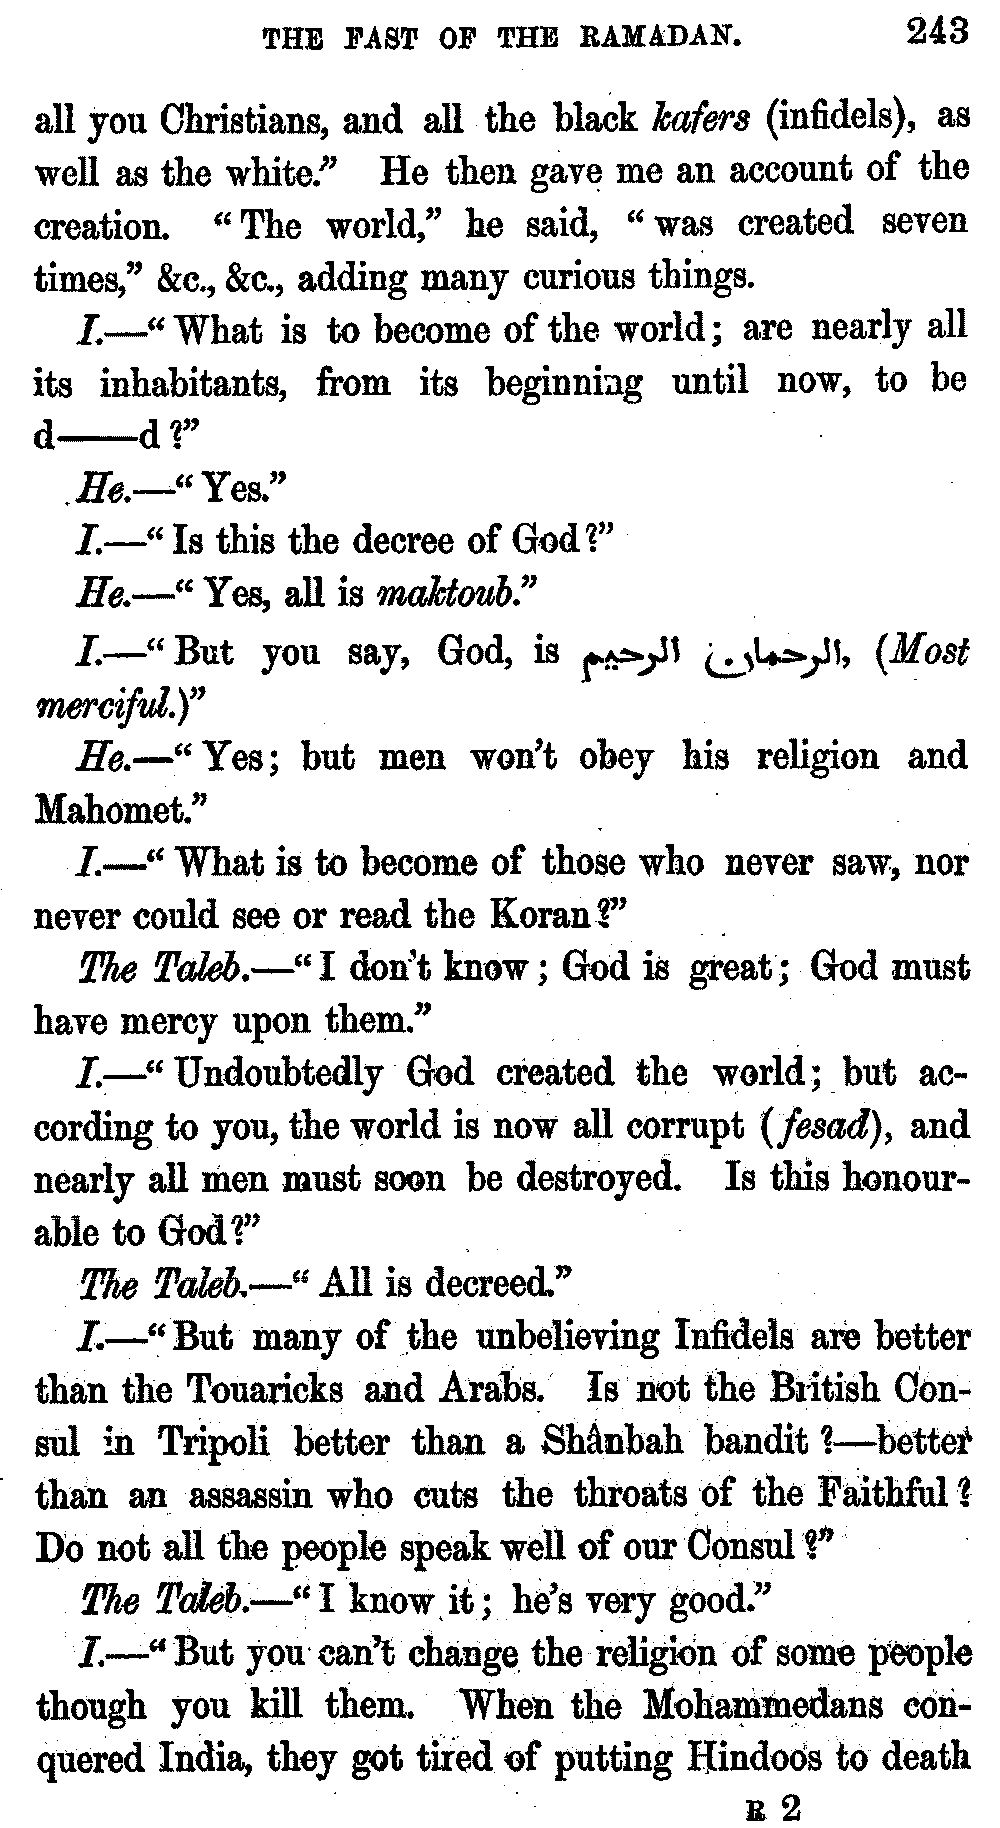 THE FAST OF THE RAMADAN. 243
all you Christians, and all the black kafers (infidels), as
well as the white.” He then gave me an account of the
creation. “The world,” he said, “was created seven
times,” &c., &c., adding many curious things.
I.—“What is to become of the world; are nearly all
its inhabitants, from its beginning until now, to be
d——d?”
He.—“Yes.”
I.—“Is this the decree of God?”
He.—“Yes, all is maktoub.”
I.—“But you say, God, is الرحمان الرحيم, (Most
merciful.)”
He.—“Yes; but men won’t obey his religion and
Mahomet.”
I.—“What is to become of those who never saw, nor
never could see or read the Koran?”
The Taleb.—“I don’t know; God is great; God must
have mercy upon them.”
I.—“Undoubtedly God created the world; but ac-
cording to you, the world is now all corrupt (fesad), and
nearly all men must soon be destroyed. Is this honour-
able to God?”
The Taleb.—“All is decreed.”
I.—“But many of the unbelieving Infidels are better
than the Touaricks and Arabs. Is not the British Con-
sul in Tripoli better than a Shânbah bandit?—better
than an assassin who cuts the throats of the Faithful?
Do not all the people speak well of our Consul?”
The Taleb.—“I know it; he’s very good.”
I.—“But you can’t change the religion of some people
though you kill them. When the Mohammedans con-
quered India, they got tired of putting Hindoos to death
R 2